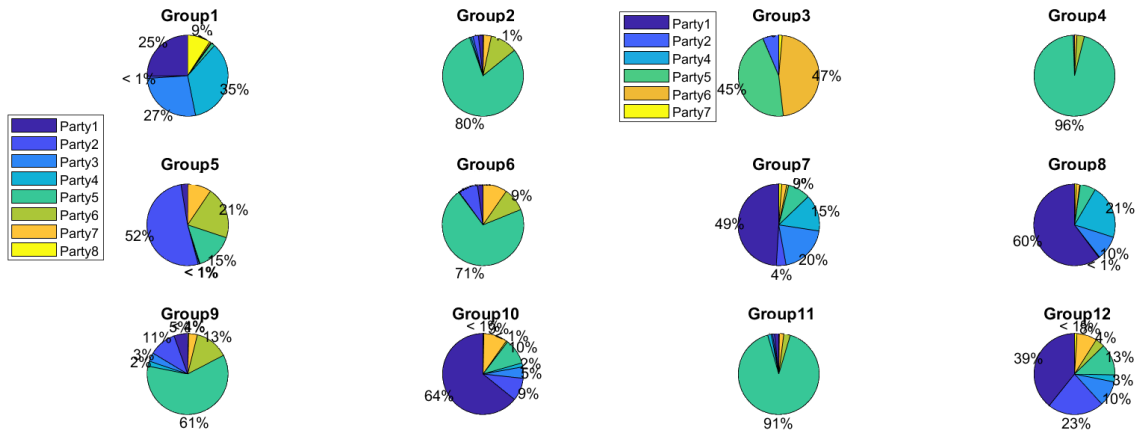 Group1
9%
25%
< 1%
35%
27%
Group2
80%
Group3
47%
45%
Group4
96%
Party1
Party2
Party4
Party5
Party6
Party7
Party1
Party2
Party3
Party4
Party5
Party6
Party7
Party8
Group5
21%
52%
15%
< 1%
Group6
9%
71%
Group7
9%
49%
15%
20%
4%
Group8
21%
60%
10%
< 1%
Group9
5%
11%
13%
3%
2%
61%
Group10
< 1%
10%
2%
5%
64%
9%
Group11
91%
Group12
< 1%
4%
39%
13%
3%
10%
23%